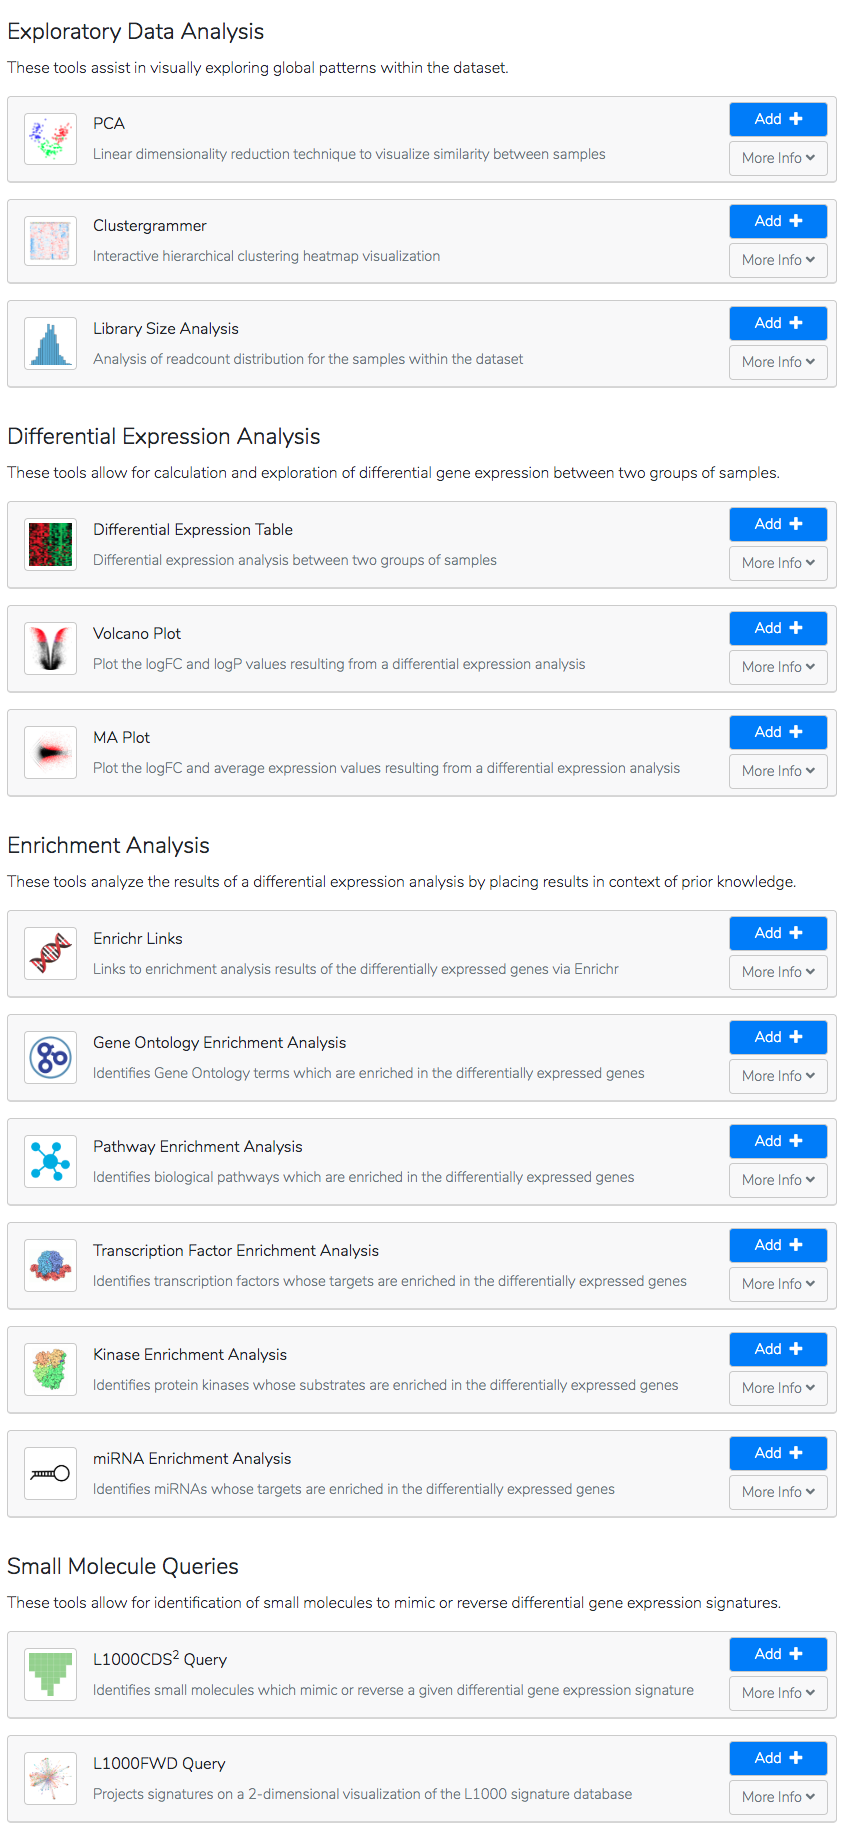 Exploratory Data Analysis
These tools assist in visually exploring global patterns within the dataset.
PCA
Linear dimensionality reduction technique to visualize similarity between samples
Add
More Info
Clustergrammer
Interactive hierarchical clustering heatmap visualization
Add
More Info
Library Size Analysis
Analysis of readcount distribution for the samples within the dataset
Add
More Info
Differential Expression Analysis
These tools allow for calculation and exploration of differential gene expression between two groups of samples.
Differential Expression Table
Differential expression analysis between two groups of samples
Add
More Info
Volcano Plot
Plot the logFC and logP values resulting from a differential expression analysis
Add
More Info
MA Plot
Plot the logFC and average expression values resulting from a differential expression analysis
Add
More Info
Enrichment Analysis
These tools analyze the results of a differential expression analysis by placing results in context of prior knowledge.
Enrichr Links
Links to enrichment analysis results of the differentially expressed genes via Enrichr
Add
More Info
Gene Ontology Enrichment Analysis
Identifies Gene Ontology terms which are enriched in the differentially expressed genes
Add
More Info
Pathway Enrichment Analysis
Identifies biological pathways which are enriched in the differentially expressed genes
Add
More Info
Transcription Factor Enrichment Analysis
Identifies transcription factors whose targets are enriched in the differentially expressed genes
Add
More Info
Kinase Enrichment Analysis
Identifies protein kinases whose substrates are enriched in the differentially expressed genes
Add
More Info
miRNA Enrichment Analysis
Identifies miRNAs whose targets are enriched in the differentially expressed genes
Add
More Info
Small Molecule Queries
These tools allow for identification of small molecules to mimic or reverse differential gene expression signatures.
L1000CDS² Query
Identifies small molecules which mimic or reverse a given differential gene expression signature
Add
More Info
L1000FWD Query
Projects signatures on a 2-dimensional visualization of the L1000 signature database
Add
More Info